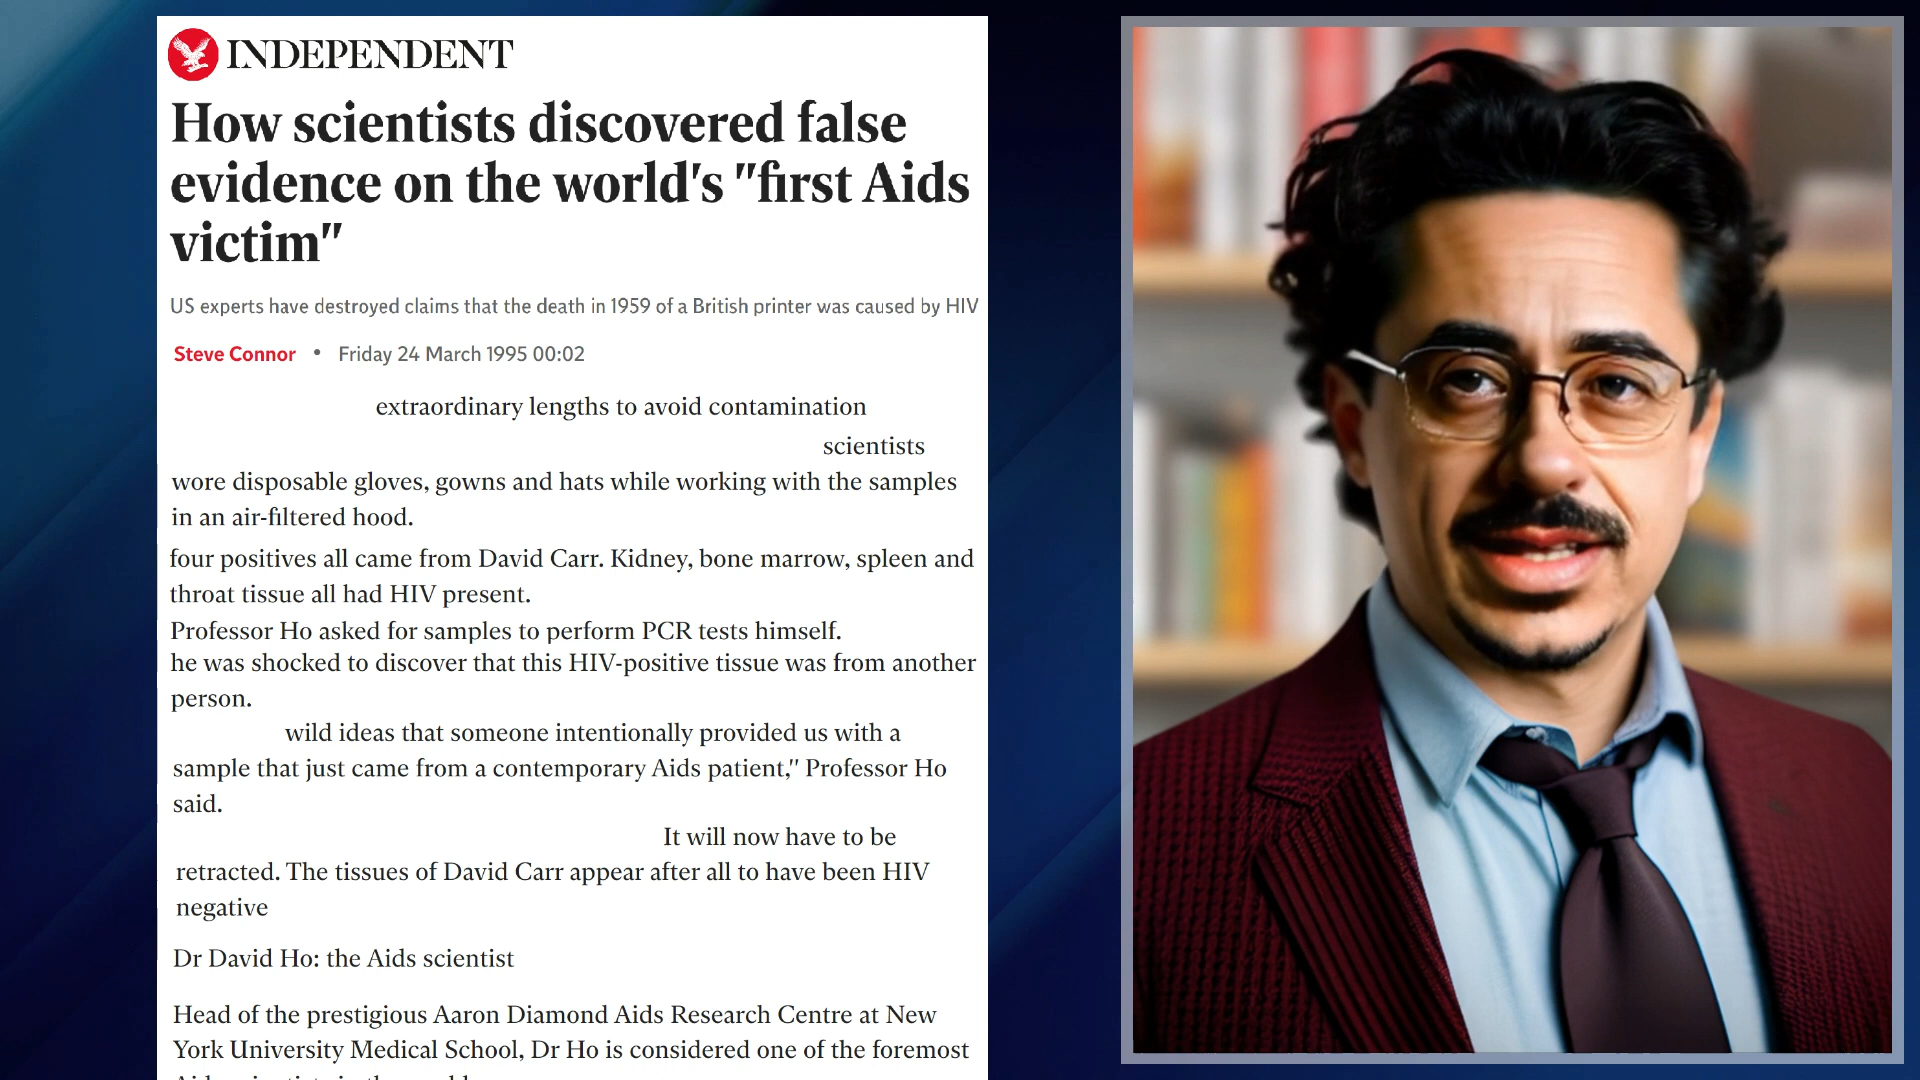 INDEPENDENT
How scientists discovered false
evidence on the world's "first Aids
victim"
US experts have destroyed claims that the death in 1959 of a British printer was caused by HIV
Steve Connor • Friday 24 March 1995 00:02
extraordinary lengths to avoid contamination
scientists
wore disposable gloves, gowns and hats while working with the samples
in an air-filtered hood.
four positives all came from David Carr. Kidney, bone marrow, spleen and
throat tissue all had HIV present.
Professor Ho asked for samples to perform PCR tests himself.
he was shocked to discover that this HIV-positive tissue was from another
person.
wild ideas that someone intentionally provided us with a
sample that just came from a contemporary Aids patient," Professor Ho
said.
It will now have to be
retracted. The tissues of David Carr appear after all to have been HIV
negative
Dr David Ho: the Aids scientist
Head of the prestigious Aaron Diamond Aids Research Centre at New
York University Medical School, Dr Ho is considered one of the foremost